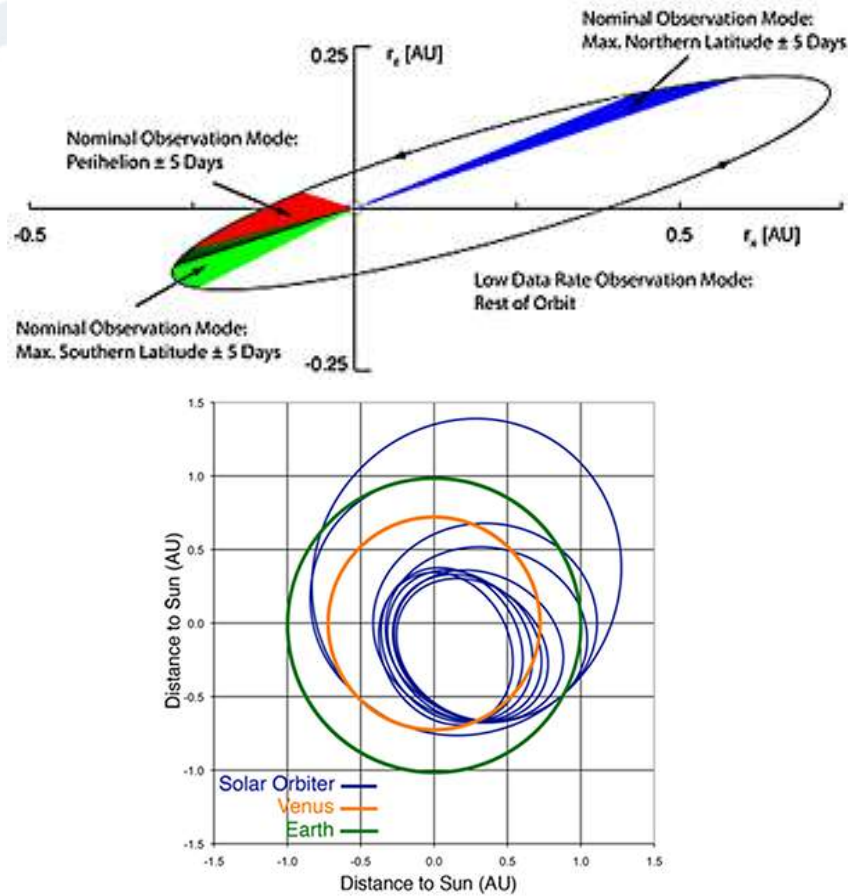 Nominal Observation Mode:
Max. Northern Latitude ± 5 Days
0.25
r_z [AU]
Nominal Observation Mode:
Perihelion ± 5 Days
-0.5
0.5
r_x [AU]
Low Data Rate Observation Mode:
Rest of Orbit
Nominal Observation Mode:
Max. Southern Latitude ± 5 Days
-0.25
1.5
1.0
0.5
0.0
-0.5
-1.0
-1.5
Distance to Sun (AU)
Solar Orbiter
Venus
Earth
-1.5 -1.0 -0.5 0.0 0.5 1.0 1.5
Distance to Sun (AU)